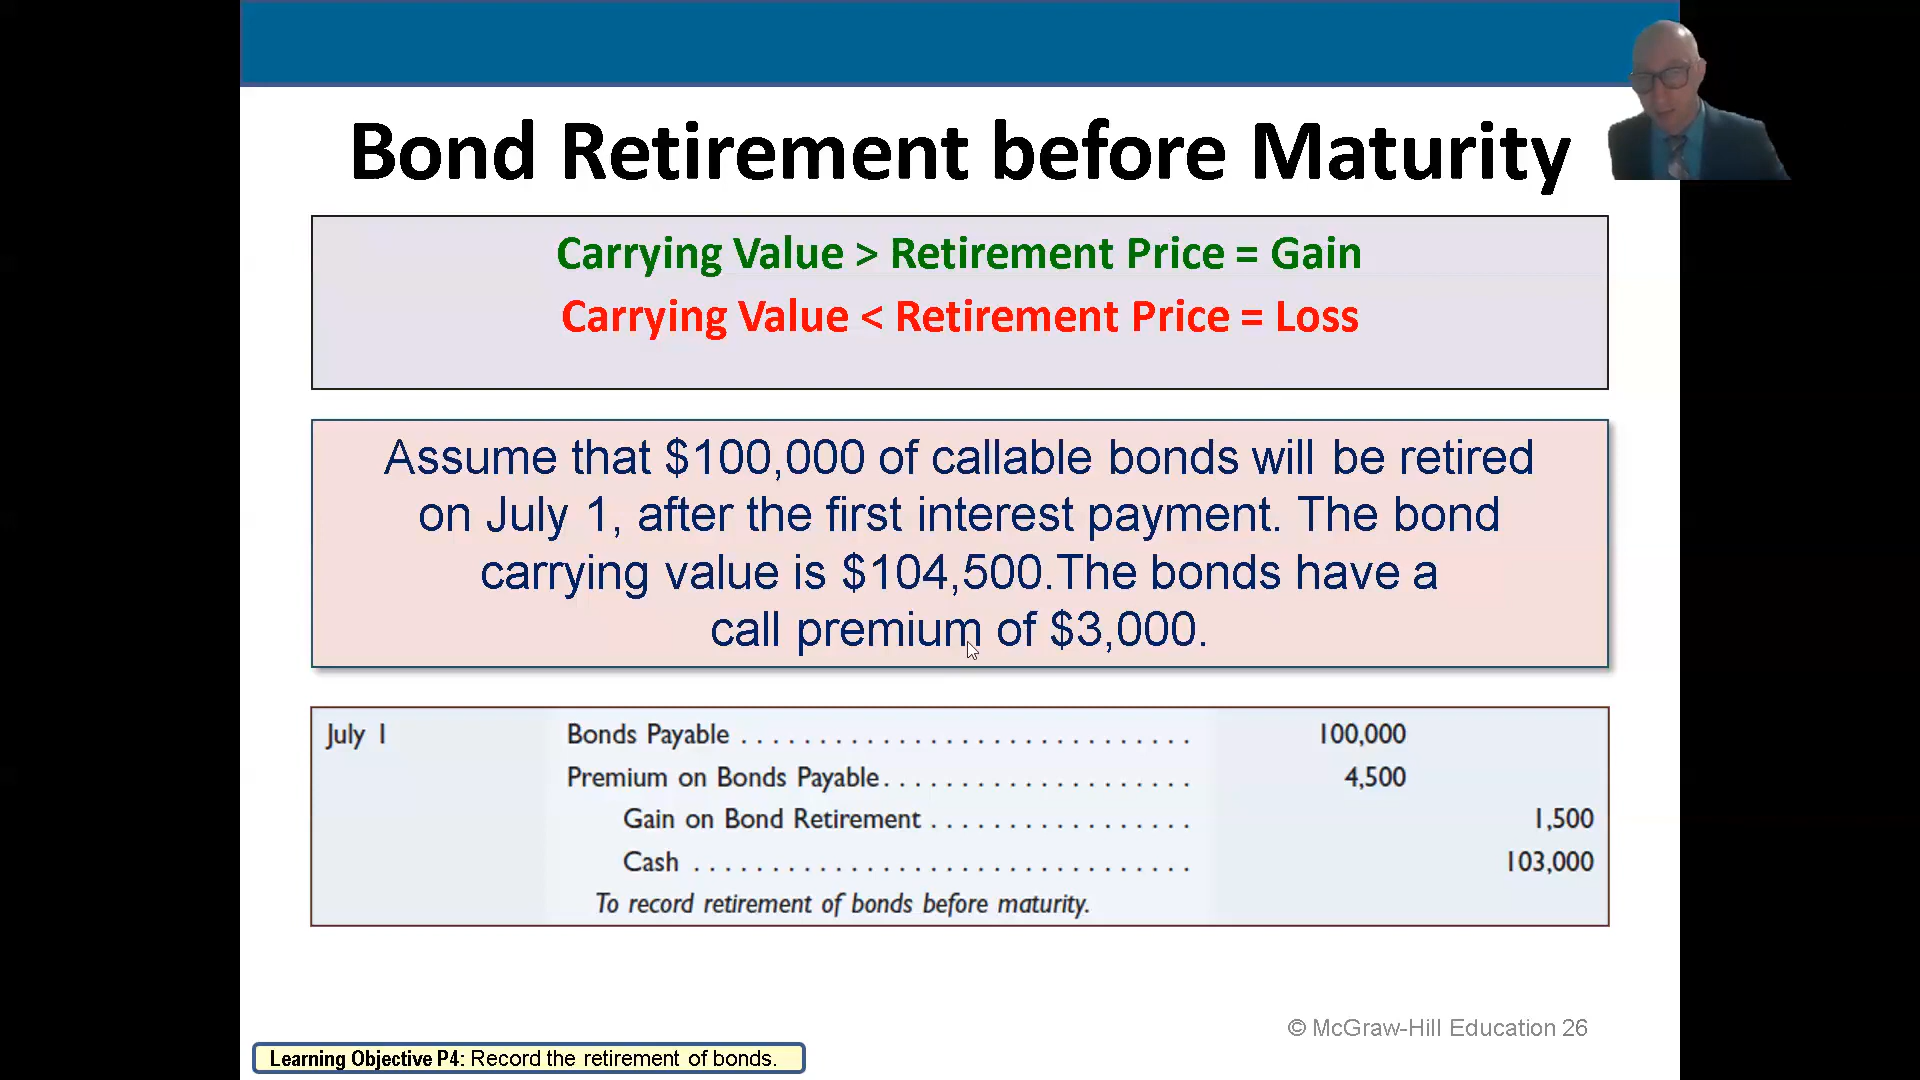 Bond Retirement before Maturity
Carrying Value > Retirement Price = Gain
Carrying Value < Retirement Price = Loss
Assume that $100,000 of callable bonds will be retired
on July 1, after the first interest payment. The bond
carrying value is $104,500.The bonds have a
call premium of $3,000.
July 1 Bonds Payable .............................. 100,000
Premium on Bonds Payable.................... 4,500
Gain on Bond Retirement ................. 1,500
Cash ................................ 103,000
To record retirement of bonds before maturity.
© McGraw-Hill Education 26
Learning Objective P4: Record the retirement of bonds.